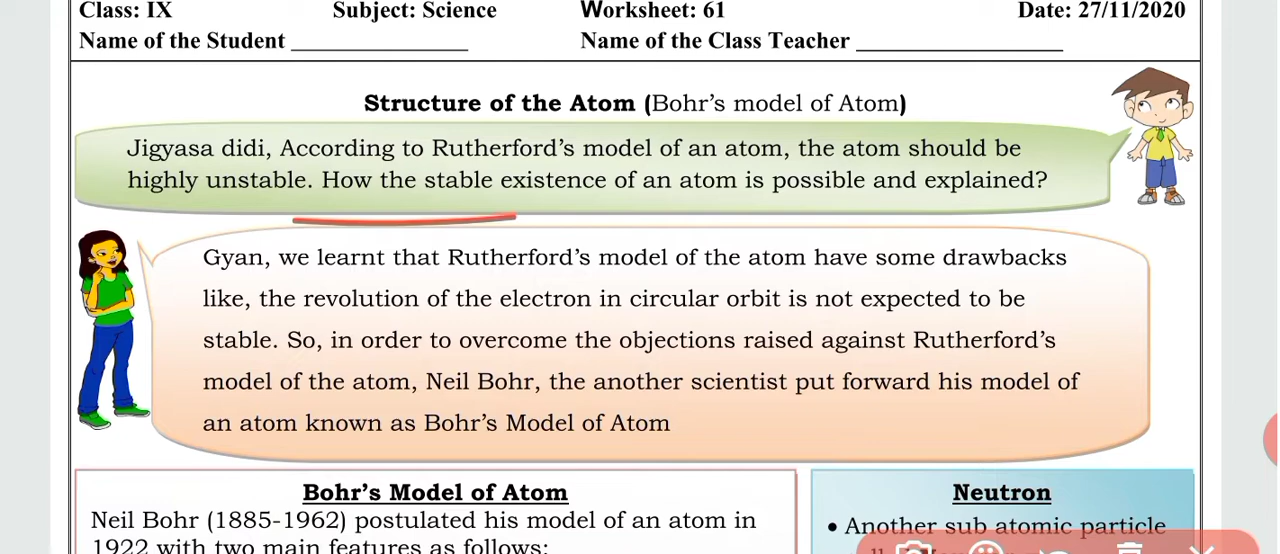 Class: IX Subject: Science Worksheet: 61 Date: 27/11/2020
Name of the Student ________________ Name of the Class Teacher ___________________
Structure of the Atom (Bohr's model of Atom)
Jigyasa didi, According to Rutherford's model of an atom, the atom should be
highly unstable. How the stable existence of an atom is possible and explained?
Gyan, we learnt that Rutherford's model of the atom have some drawbacks
like, the revolution of the electron in circular orbit is not expected to be
stable. So, in order to overcome the objections raised against Rutherford's
model of the atom, Neil Bohr, the another scientist put forward his model of
an atom known as Bohr's Model of Atom
Bohr's Model of Atom
Neil Bohr (1885-1962) postulated his model of an atom in
1922 with two main features as follows:
Neutron
• Another sub atomic particle